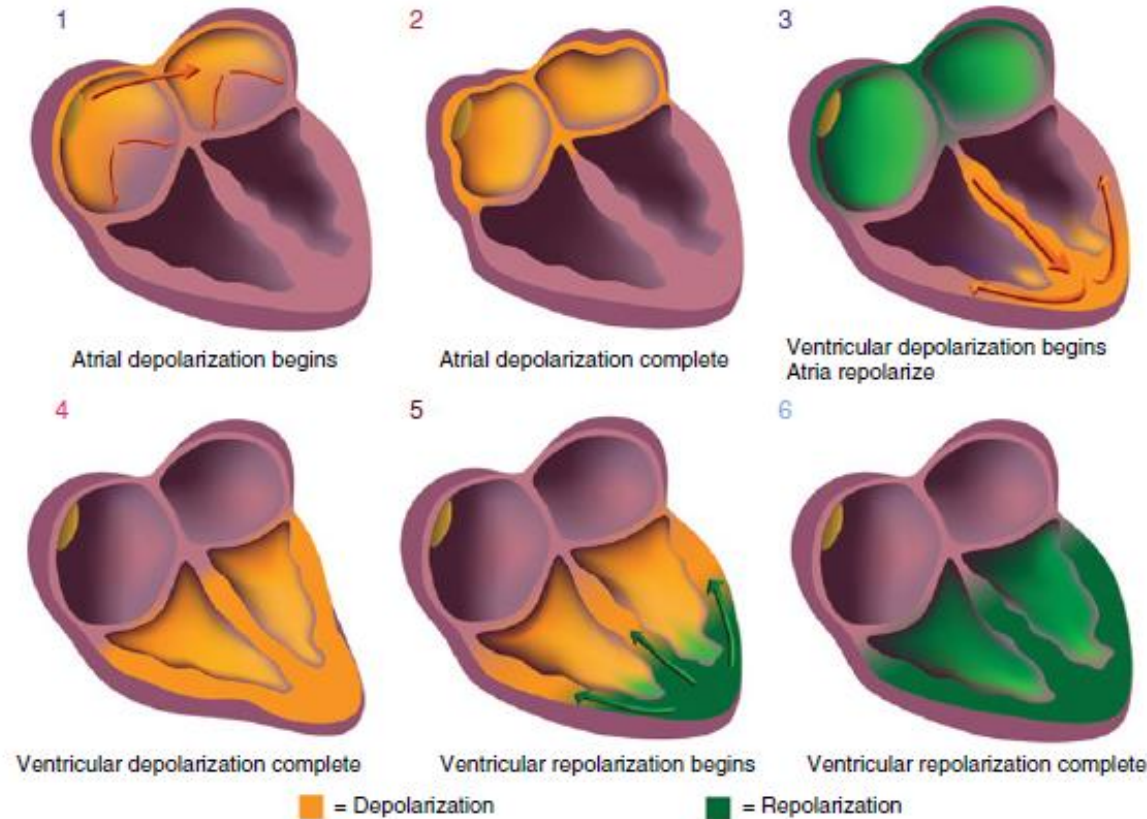 1
2
3
Atrial depolarization begins
Atrial depolarization complete
Ventricular depolarization begins
Atria repolarize
4
5
6
Ventricular depolarization complete
Ventricular repolarization begins
Ventricular repolarization complete
= Depolarization
= Repolarization